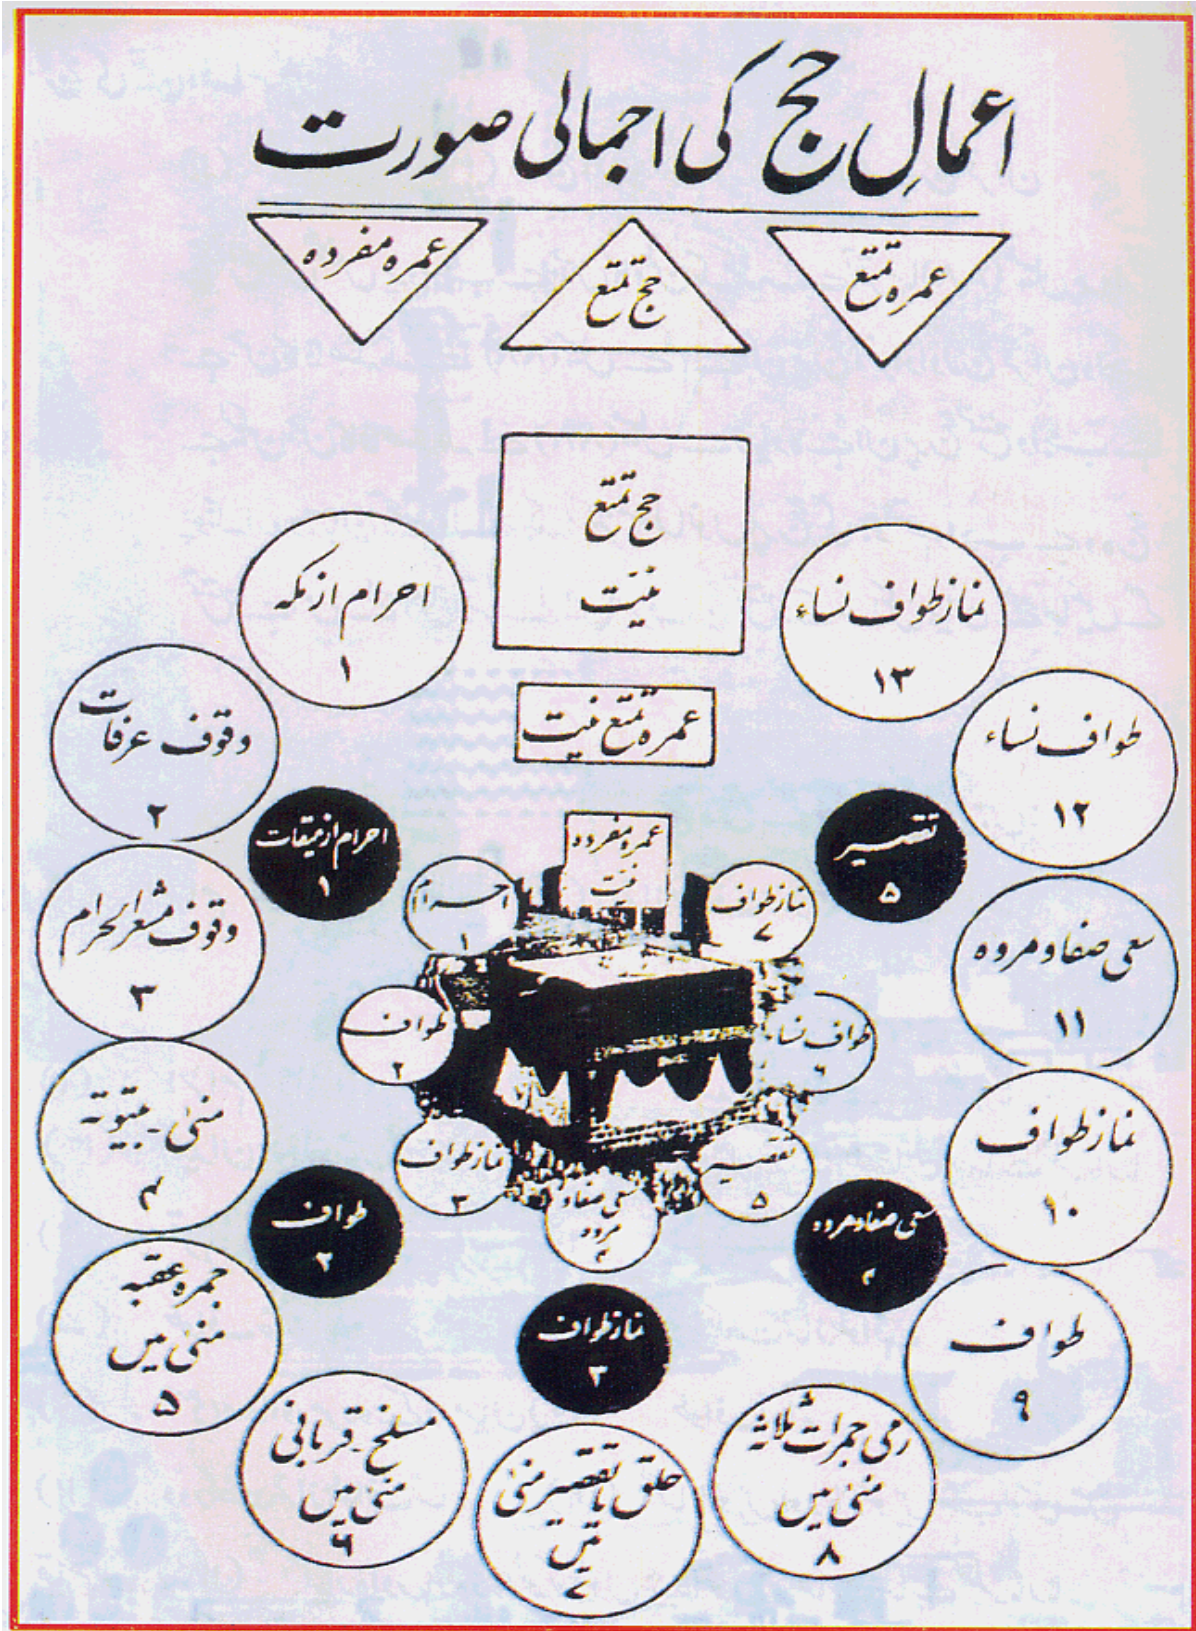 اعمالِ حج کی اجمالی صورت
عمرہ تمتع
حج تمتع
عمرہ مفردہ
حج تمتع
نیت
احرام از مکہ
۱
وقوف عرفات
۲
وقوف مشعر الحرام
۳
منیٰ ۔ بیتوتہ
۴
جمرہ عقبہ
منیٰ میں
۵
مسلخ ۔ قربانی
منیٰ میں
۶
حلق یا تقصیر منیٰ
میں
۷
رمی جمرات ثلاثہ
منیٰ میں
۸
طواف
۹
نماز طواف
۱۰
سعی صفا و مروہ
۱۱
طواف نساء
۱۲
نماز طواف نساء
۱۳
عمرہ تمتع نیت
احرام از میقات
۱
طواف
۲
نماز طواف
۳
سعی صفا و مروہ
۴
تقصیر
۵
عمرہ مفردہ
نیت
احرام
۱
طواف
۲
نماز طواف
۳
سعی صفا و
مروہ
۴
تقصیر
۵
طواف نساء
۶
نماز طواف
۷